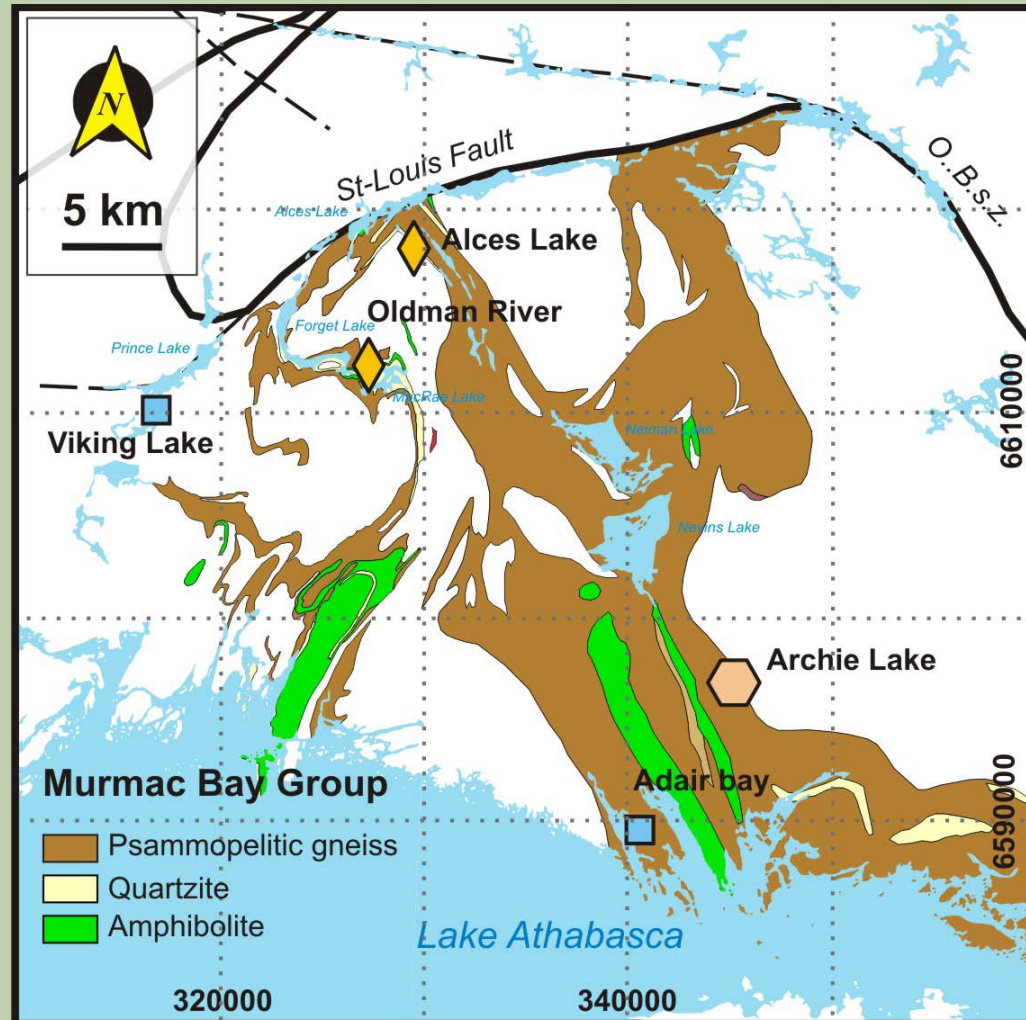 N
5 km
St-Louis Fault
O..B.s.z.
Alces Lake
Alces Lake
Oldman River
Forget Lake
Prince Lake
MacRae Lake
Viking Lake
Neiman Lake
6610000
Nevins Lake
Archie Lake
Murmac Bay Group
Adair bay
6590000
Psammopelitic gneiss
Quartzite
Amphibolite
Lake Athabasca
320000
340000